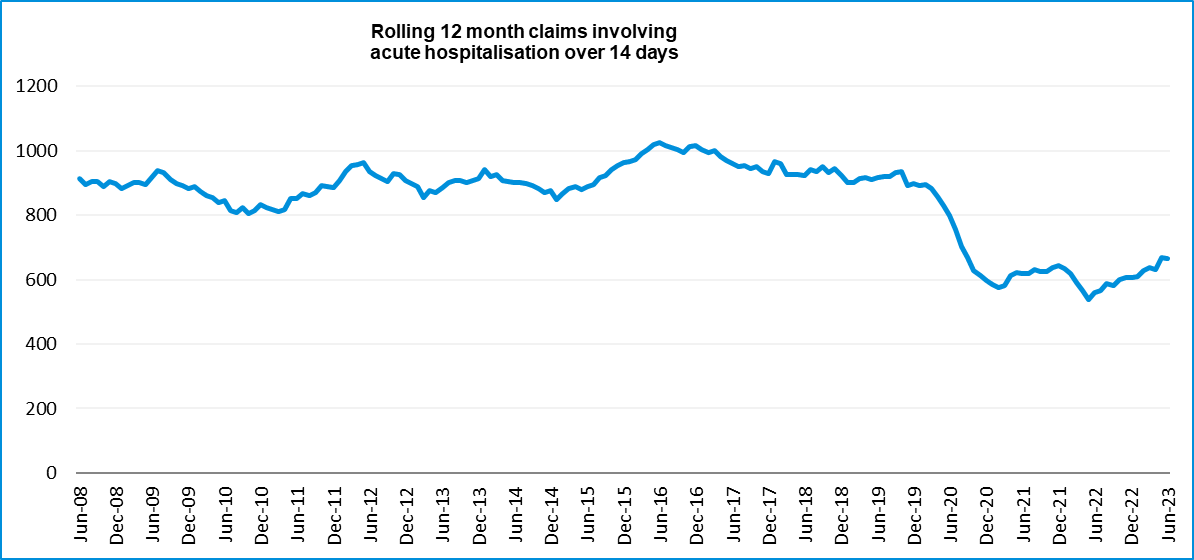 Rolling 12 month claims involving
acute hospitalisation over 14 days
1200
1000
800
600
400
200
0
Jun-08
Dec-08
Jun-09
Dec-09
Jun-10
Dec-10
Jun-11
Dec-11
Jun-12
Dec-12
Jun-13
Dec-13
Jun-14
Dec-14
Jun-15
Dec-15
Jun-16
Dec-16
Jun-17
Dec-17
Jun-18
Dec-18
Jun-19
Dec-19
Jun-20
Dec-20
Jun-21
Dec-21
Jun-22
Dec-22
Jun-23